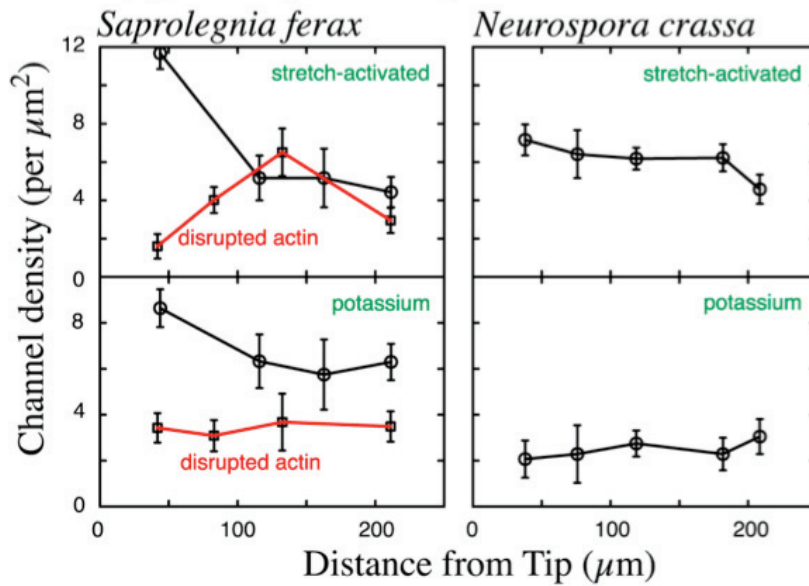 Saprolegnia ferax
Neurospora crassa
Channel density (per μm²)
12
8
4
0
stretch-activated
disrupted actin
stretch-activated
8
4
0
potassium
disrupted actin
potassium
0 100 200
0 100 200
Distance from Tip (μm)